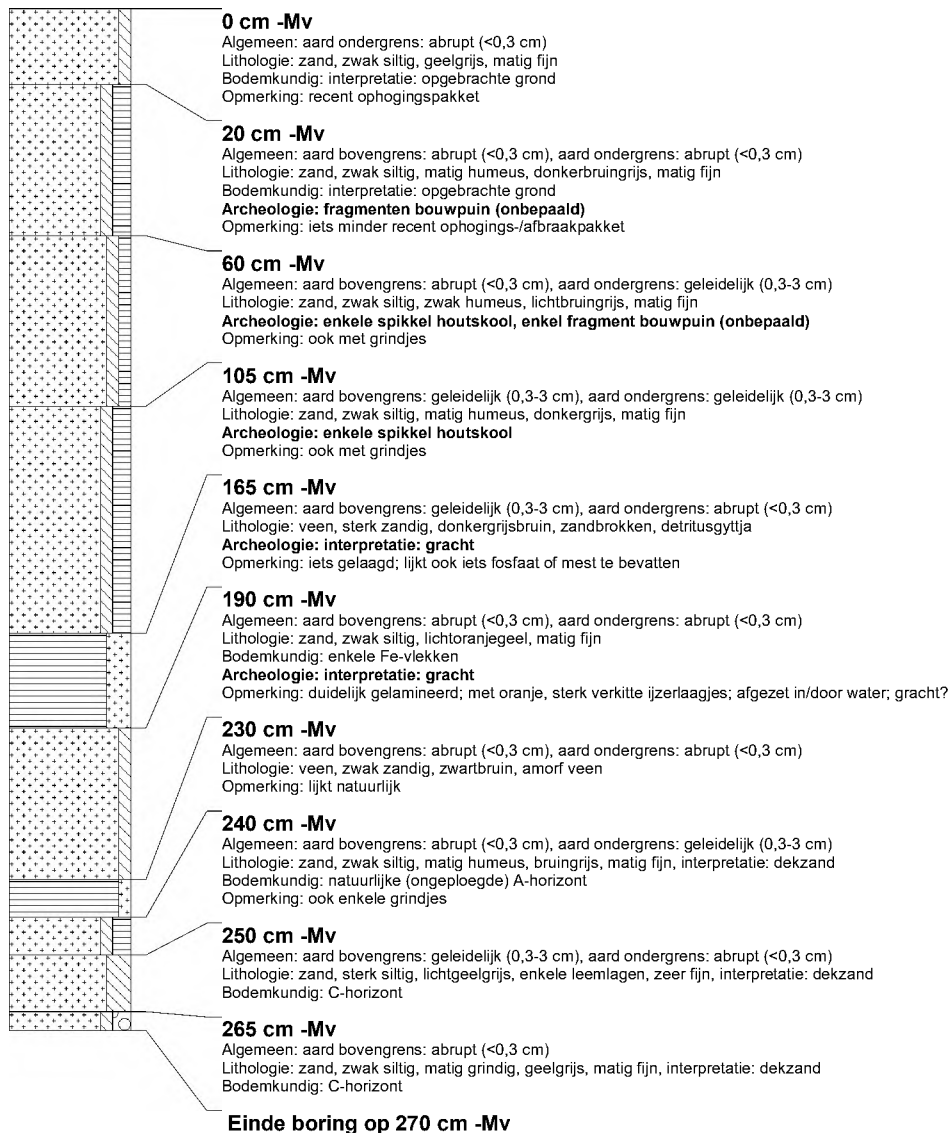 0 cm -Mv
Algemeen: aard ondergrens: abrupt (<0,3 cm)
Lithologie: zand, zwak siltig, geelgrijs, matig fijn
Bodemkundig: interpretatie: opgebrachte grond
Opmerking: recent ophogingspakket
20 cm -Mv
Algemeen: aard bovengrens: abrupt (<0,3 cm), aard ondergrens: abrupt (<0,3 cm)
Lithologie: zand, zwak siltig, matig humeus, donkerbruingrijs, matig fijn
Bodemkundig: interpretatie: opgebrachte grond
Archeologie: fragmenten bouwpuin (onbepaald)
Opmerking: iets minder recent ophogings-/afbraakpakket
60 cm -Mv
Algemeen: aard bovengrens: abrupt (<0,3 cm), aard ondergrens: geleidelijk (0,3-3 cm)
Lithologie: zand, zwak siltig, zwak humeus, lichtbruingrijs, matig fijn
Archeologie: enkele spikkel houtskool, enkel fragment bouwpuin (onbepaald)
Opmerking: ook met grindjes
105 cm -Mv
Algemeen: aard bovengrens: geleidelijk (0,3-3 cm), aard ondergrens: geleidelijk (0,3-3 cm)
Lithologie: zand, zwak siltig, matig humeus, donkergrijs, matig fijn
Archeologie: enkele spikkel houtskool
Opmerking: ook met grindjes
165 cm -Mv
Algemeen: aard bovengrens: geleidelijk (0,3-3 cm), aard ondergrens: abrupt (<0,3 cm)
Lithologie: veen, sterk zandig, donkergrijsbruin, zandbrokken, detritusgyttja
Archeologie: interpretatie: gracht
Opmerking: iets gelaagd; lijkt ook iets fosfaat of mest te bevatten
190 cm -Mv
Algemeen: aard bovengrens: abrupt (<0,3 cm), aard ondergrens: abrupt (<0,3 cm)
Lithologie: zand, zwak siltig, lichtoranjegeel, matig fijn
Bodemkundig: enkele Fe-vlekken
Archeologie: interpretatie: gracht
Opmerking: duidelijk gelamineerd; met oranje, sterk verkitte ijzerlaagjes; afgezet in/door water; gracht?
230 cm -Mv
Algemeen: aard bovengrens: abrupt (<0,3 cm), aard ondergrens: abrupt (<0,3 cm)
Lithologie: veen, zwak zandig, zwartbruin, amorf veen
Opmerking: lijkt natuurlijk
240 cm -Mv
Algemeen: aard bovengrens: abrupt (<0,3 cm), aard ondergrens: geleidelijk (0,3-3 cm)
Lithologie: zand, zwak siltig, matig humeus, bruingrijs, matig fijn, interpretatie: dekzand
Bodemkundig: natuurlijke (ongeploegde) A-horizont
Opmerking: ook enkele grindjes
250 cm -Mv
Algemeen: aard bovengrens: geleidelijk (0,3-3 cm), aard ondergrens: abrupt (<0,3 cm)
Lithologie: zand, sterk siltig, lichtgeelgrijs, enkele leemlagen, zeer fijn, interpretatie: dekzand
Bodemkundig: C-horizont
265 cm -Mv
Algemeen: aard bovengrens: abrupt (<0,3 cm)
Lithologie: zand, zwak siltig, matig grindig, geelgrijs, matig fijn, interpretatie: dekzand
Bodemkundig: C-horizont
Einde boring op 270 cm -Mv